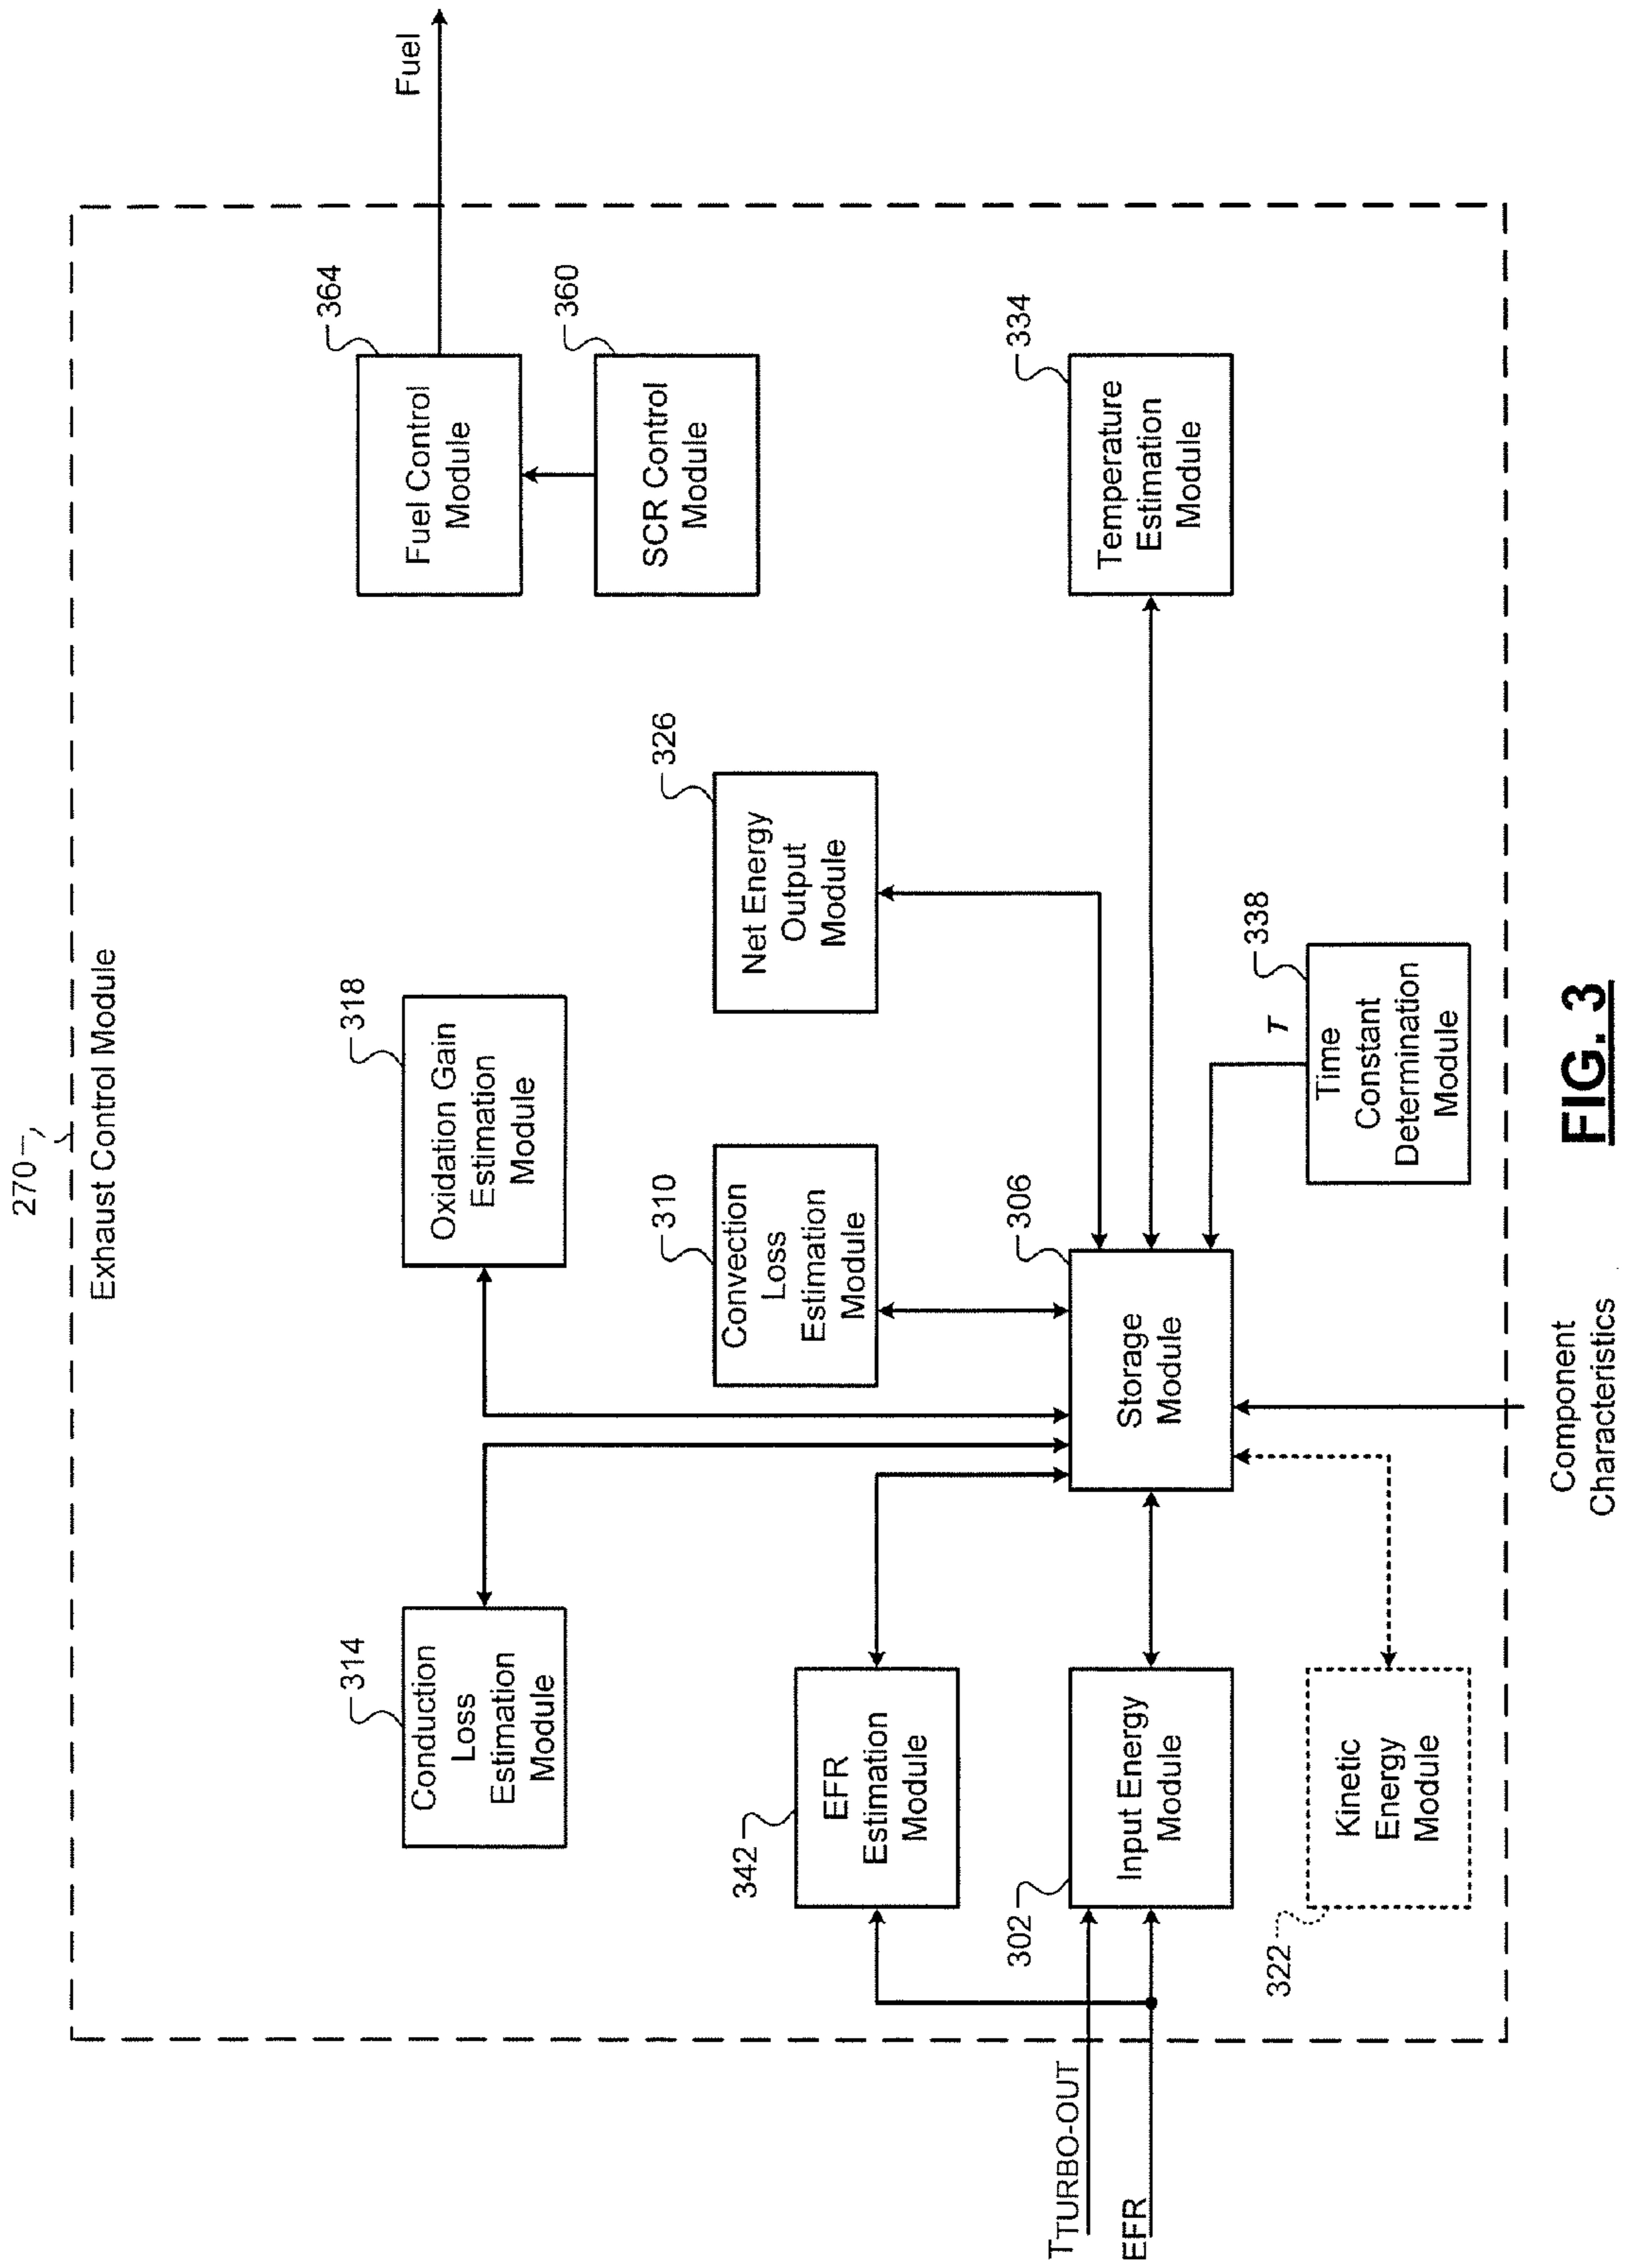 270
Exhaust Control Module
314
Conduction
Loss
Estimation
Module
318
Oxidation Gain
Estimation
Module
364
Fuel Control
Module
Fuel
360
SCR Control
Module
342
EFR
Estimation
Module
310
Convection
Loss
Estimation
Module
326
Net Energy
Output
Module
302
Input Energy
Module
306
Storage
Module
334
Temperature
Estimation
Module
TTURBO-OUT
EFR
322
Kinetic
Energy
Module
T
338
Time
Constant
Determination
Module
Component
Characteristics
FIG. 3